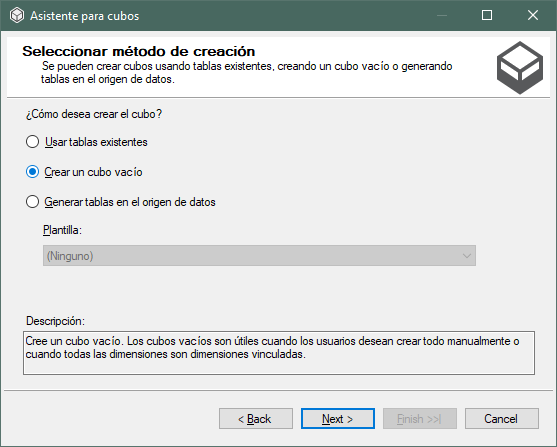 Asistente para cubos
Seleccionar método de creación
Se pueden crear cubos usando tablas existentes, creando un cubo vacío o generando
tablas en el origen de datos.
¿Cómo desea crear el cubo?
Usar tablas existentes
Crear un cubo vacío
Generar tablas en el origen de datos
Plantilla:
(Ninguno)
Descripción:
Cree un cubo vacío. Los cubos vacíos son útiles cuando los usuarios desean crear todo manualmente o
cuando todas las dimensiones son dimensiones vinculadas.
< Back
Next >
Finish >>|
Cancel